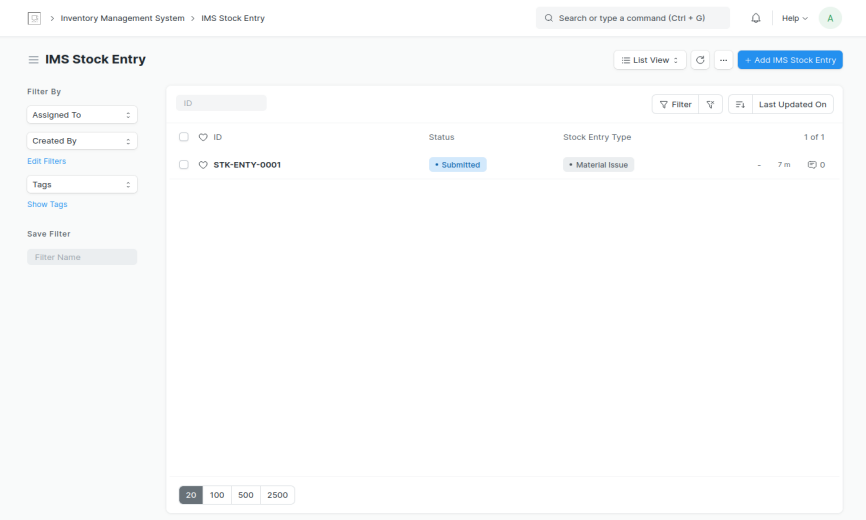 Inventory Management System
IMS Stock Entry
Search or type a command (Ctrl + G)
Help
A
IMS Stock Entry
List View
+ Add IMS Stock Entry
Filter By
Assigned To
Created By
Edit Filters
Tags
Show Tags
Save Filter
Filter Name
ID
Filter
Last Updated On
ID
Status
Stock Entry Type
1 of 1
STK-ENTY-0001
• Submitted
• Material Issue
-
7 m
0
20
100
500
2500